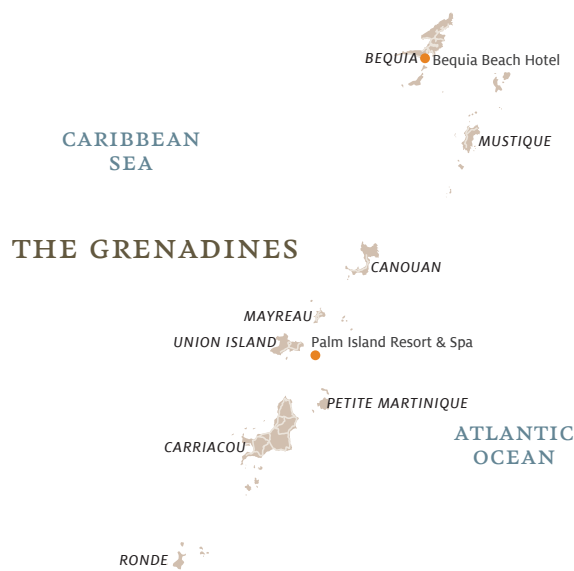 BEQUIA
Bequia Beach Hotel
CARIBBEAN
SEA
MUSTIQUE
THE GRENADINES
CANOUAN
MAYREAU
UNION ISLAND
Palm Island Resort & Spa
PETITE MARTINIQUE
ATLANTIC
OCEAN
CARRIACOU
RONDE